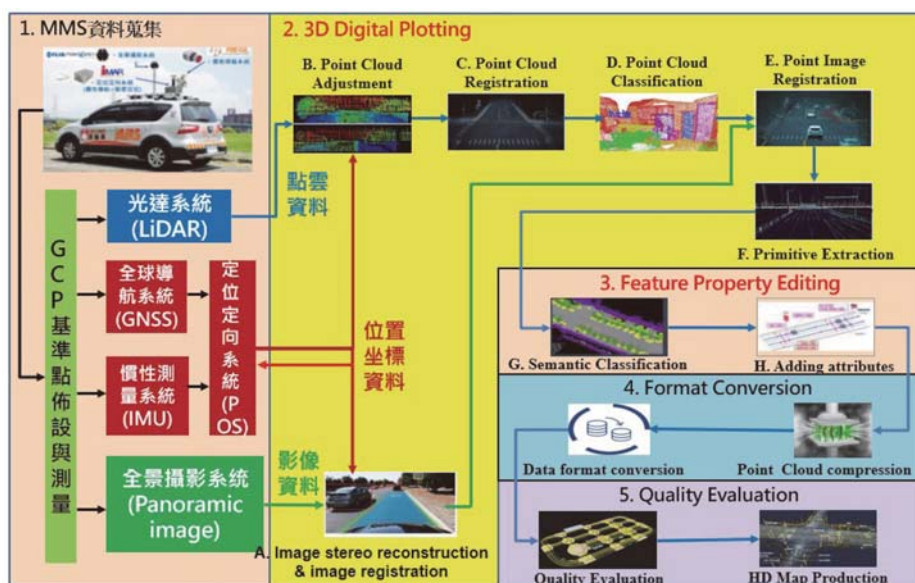 1. MMS資料蒐集
iMAR
GCP基準點佈設與測量
光達系統
(LiDAR)
全球導
航系統
(GNSS)
慣性測
量系統
(IMU)
定位定向系統(POS)
全景攝影系統
(Panoramic
image)
2. 3D Digital Plotting
B. Point Cloud
Adjustment
C. Point Cloud
Registration
D. Point Cloud
Classification
E. Point Image
Registration
點雲
資料
位置
坐標
資料
影像
資料
F. Primitive Extraction
A. Image stereo reconstruction
& image registration
3. Feature Property Editing
G. Semantic Classification
H. Adding attributes
4. Format Conversion
Data format conversion
Point Cloud compression
5. Quality Evaluation
Quality Evaluation
HD Map Production